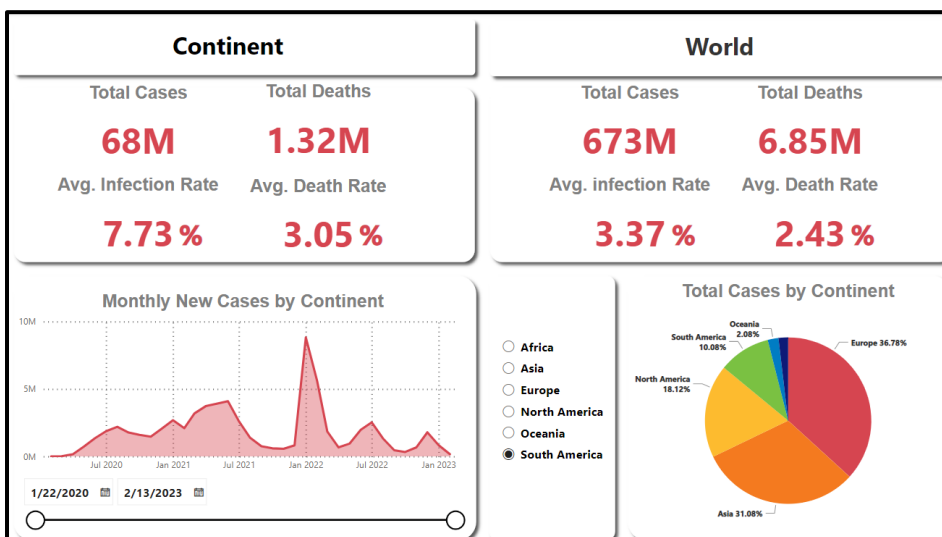 Continent
World
Total Cases
Total Deaths
68M
1.32M
Avg. Infection Rate
Avg. Death Rate
7.73 %
3.05 %
Total Cases
Total Deaths
673M
6.85M
Avg. infection Rate
Avg. Death Rate
3.37 %
2.43 %
Monthly New Cases by Continent
10M
5M
0M
Jul 2020
Jan 2021
Jul 2021
Jan 2022
Jul 2022
Jan 2023
1/22/2020
2/13/2023
Africa
Asia
Europe
North America
Oceania
South America
Total Cases by Continent
Oceania
2.08%
South America
10.08%
Europe 36.78%
North America
18.12%
Asia 31.08%